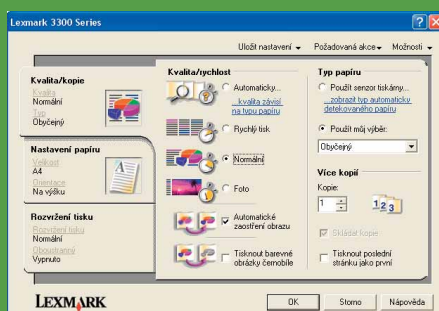 Lexmark 3300 Series
Uložit nastavení
Požadovaná akce
Možnosti
Kvalita/kopie
Kvalita
Normální
Typ
Obyčejný
Nastavení papíru
Velikost
A4
Orientace
Na výšku
Rozvržení tisku
Rozvržení tisku
Normální
Oboustranný
Vypnuto
Kvalita/rychlost
Automaticky...
...kvalita závisí
na typu papíru
Rychlý tisk
Normální
Foto
Automatické
zaostření obrazu
Tisknout barevné
obrázky černobíle
Typ papíru
Použít senzor tiskárny...
...zobrazit typ automaticky
detekovaného papíru
Použít můj výběr:
Obyčejný
Více kopií
Kopie:
1
1 2 3
Skládat kopie
Tisknout poslední
stránku jako první
LEXMARK
OK
Storno
Nápověda